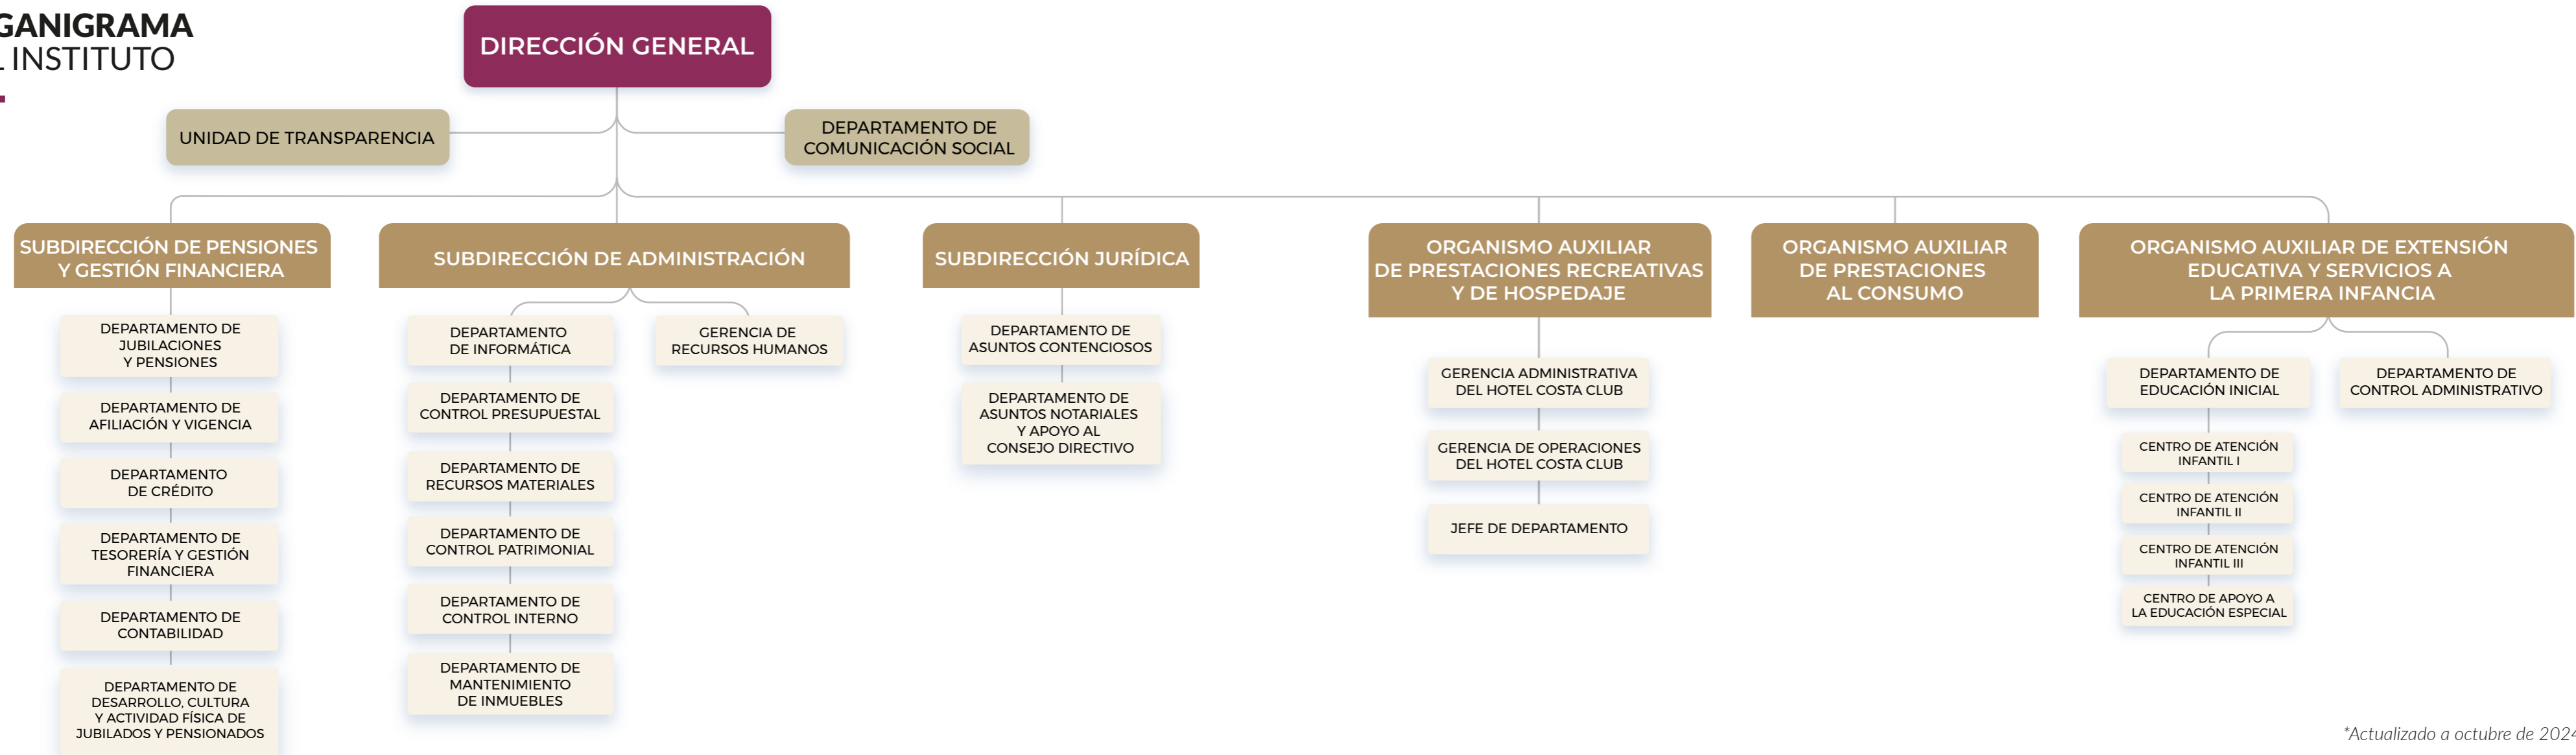 GANIGRAMA
L INSTITUTO
DIRECCIÓN GENERAL
UNIDAD DE TRANSPARENCIA
DEPARTAMENTO DE
COMUNICACIÓN SOCIAL
SUBDIRECCIÓN DE PENSIONES
Y GESTIÓN FINANCIERA
DEPARTAMENTO DE
JUBILACIONES
Y PENSIONES
DEPARTAMENTO DE
AFILIACIÓN Y VIGENCIA
DEPARTAMENTO
DE CRÉDITO
DEPARTAMENTO DE
TESORERÍA Y GESTIÓN
FINANCIERA
DEPARTAMENTO DE
CONTABILIDAD
DEPARTAMENTO DE
DESARROLLO, CULTURA
Y ACTIVIDAD FÍSICA DE
JUBILADOS Y PENSIONADOS
SUBDIRECCIÓN DE ADMINISTRACIÓN
DEPARTAMENTO
DE INFORMÁTICA
DEPARTAMENTO DE
CONTROL PRESUPUESTAL
DEPARTAMENTO DE
RECURSOS MATERIALES
DEPARTAMENTO DE
CONTROL PATRIMONIAL
DEPARTAMENTO DE
CONTROL INTERNO
DEPARTAMENTO DE
MANTENIMIENTO
DE INMUEBLES
GERENCIA DE
RECURSOS HUMANOS
SUBDIRECCIÓN JURÍDICA
DEPARTAMENTO DE
ASUNTOS CONTENCIOSOS
DEPARTAMENTO DE
ASUNTOS NOTARIALES
Y APOYO AL
CONSEJO DIRECTIVO
ORGANISMO AUXILIAR
DE PRESTACIONES RECREATIVAS
Y DE HOSPEDAJE
GERENCIA ADMINISTRATIVA
DEL HOTEL COSTA CLUB
GERENCIA DE OPERACIONES
DEL HOTEL COSTA CLUB
JEFE DE DEPARTAMENTO
ORGANISMO AUXILIAR
DE PRESTACIONES
AL CONSUMO
ORGANISMO AUXILIAR DE EXTENSIÓN
EDUCATIVA Y SERVICIOS A
LA PRIMERA INFANCIA
DEPARTAMENTO DE
EDUCACIÓN INICIAL
CENTRO DE ATENCIÓN
INFANTIL I
CENTRO DE ATENCIÓN
INFANTIL II
CENTRO DE ATENCIÓN
INFANTIL III
CENTRO DE APOYO A
LA EDUCACIÓN ESPECIAL
DEPARTAMENTO DE
CONTROL ADMINISTRATIVO
*Actualizado a octubre de 2024